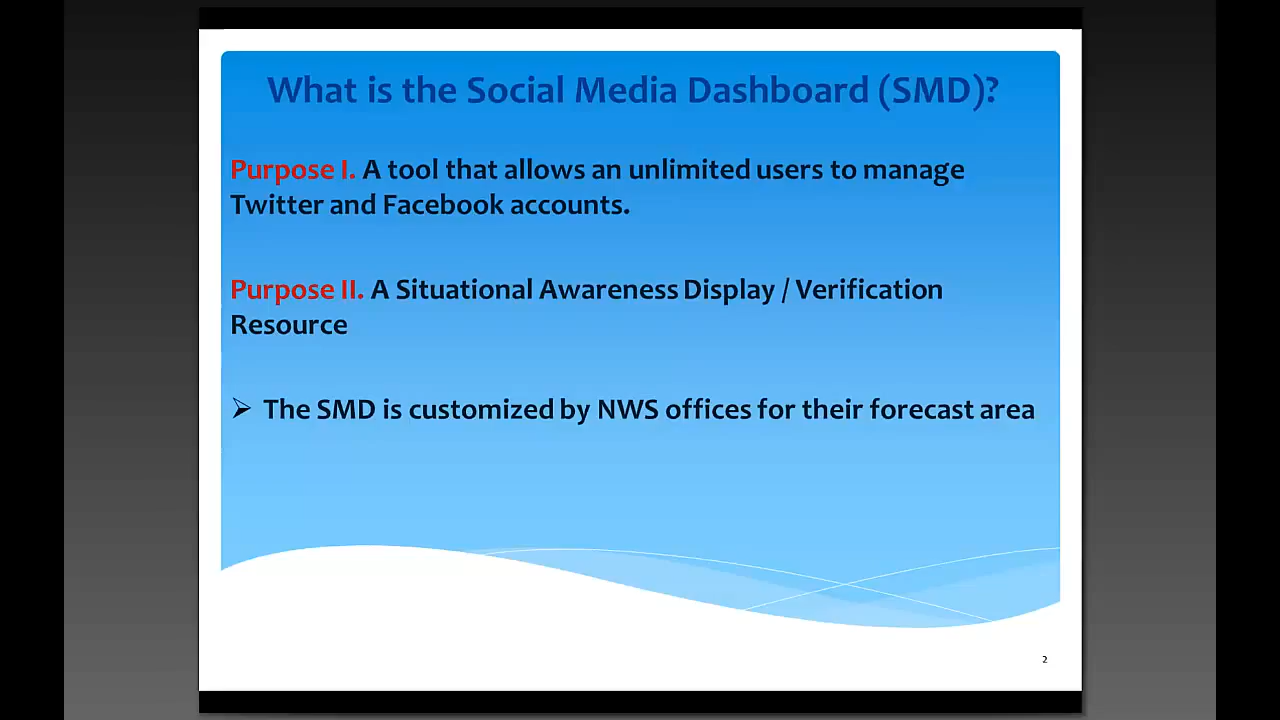 What is the Social Media Dashboard (SMD)?
Purpose I. A tool that allows an unlimited users to manage
Twitter and Facebook accounts.
Purpose II. A Situational Awareness Display / Verification
Resource
➢ The SMD is customized by NWS offices for their forecast area
2